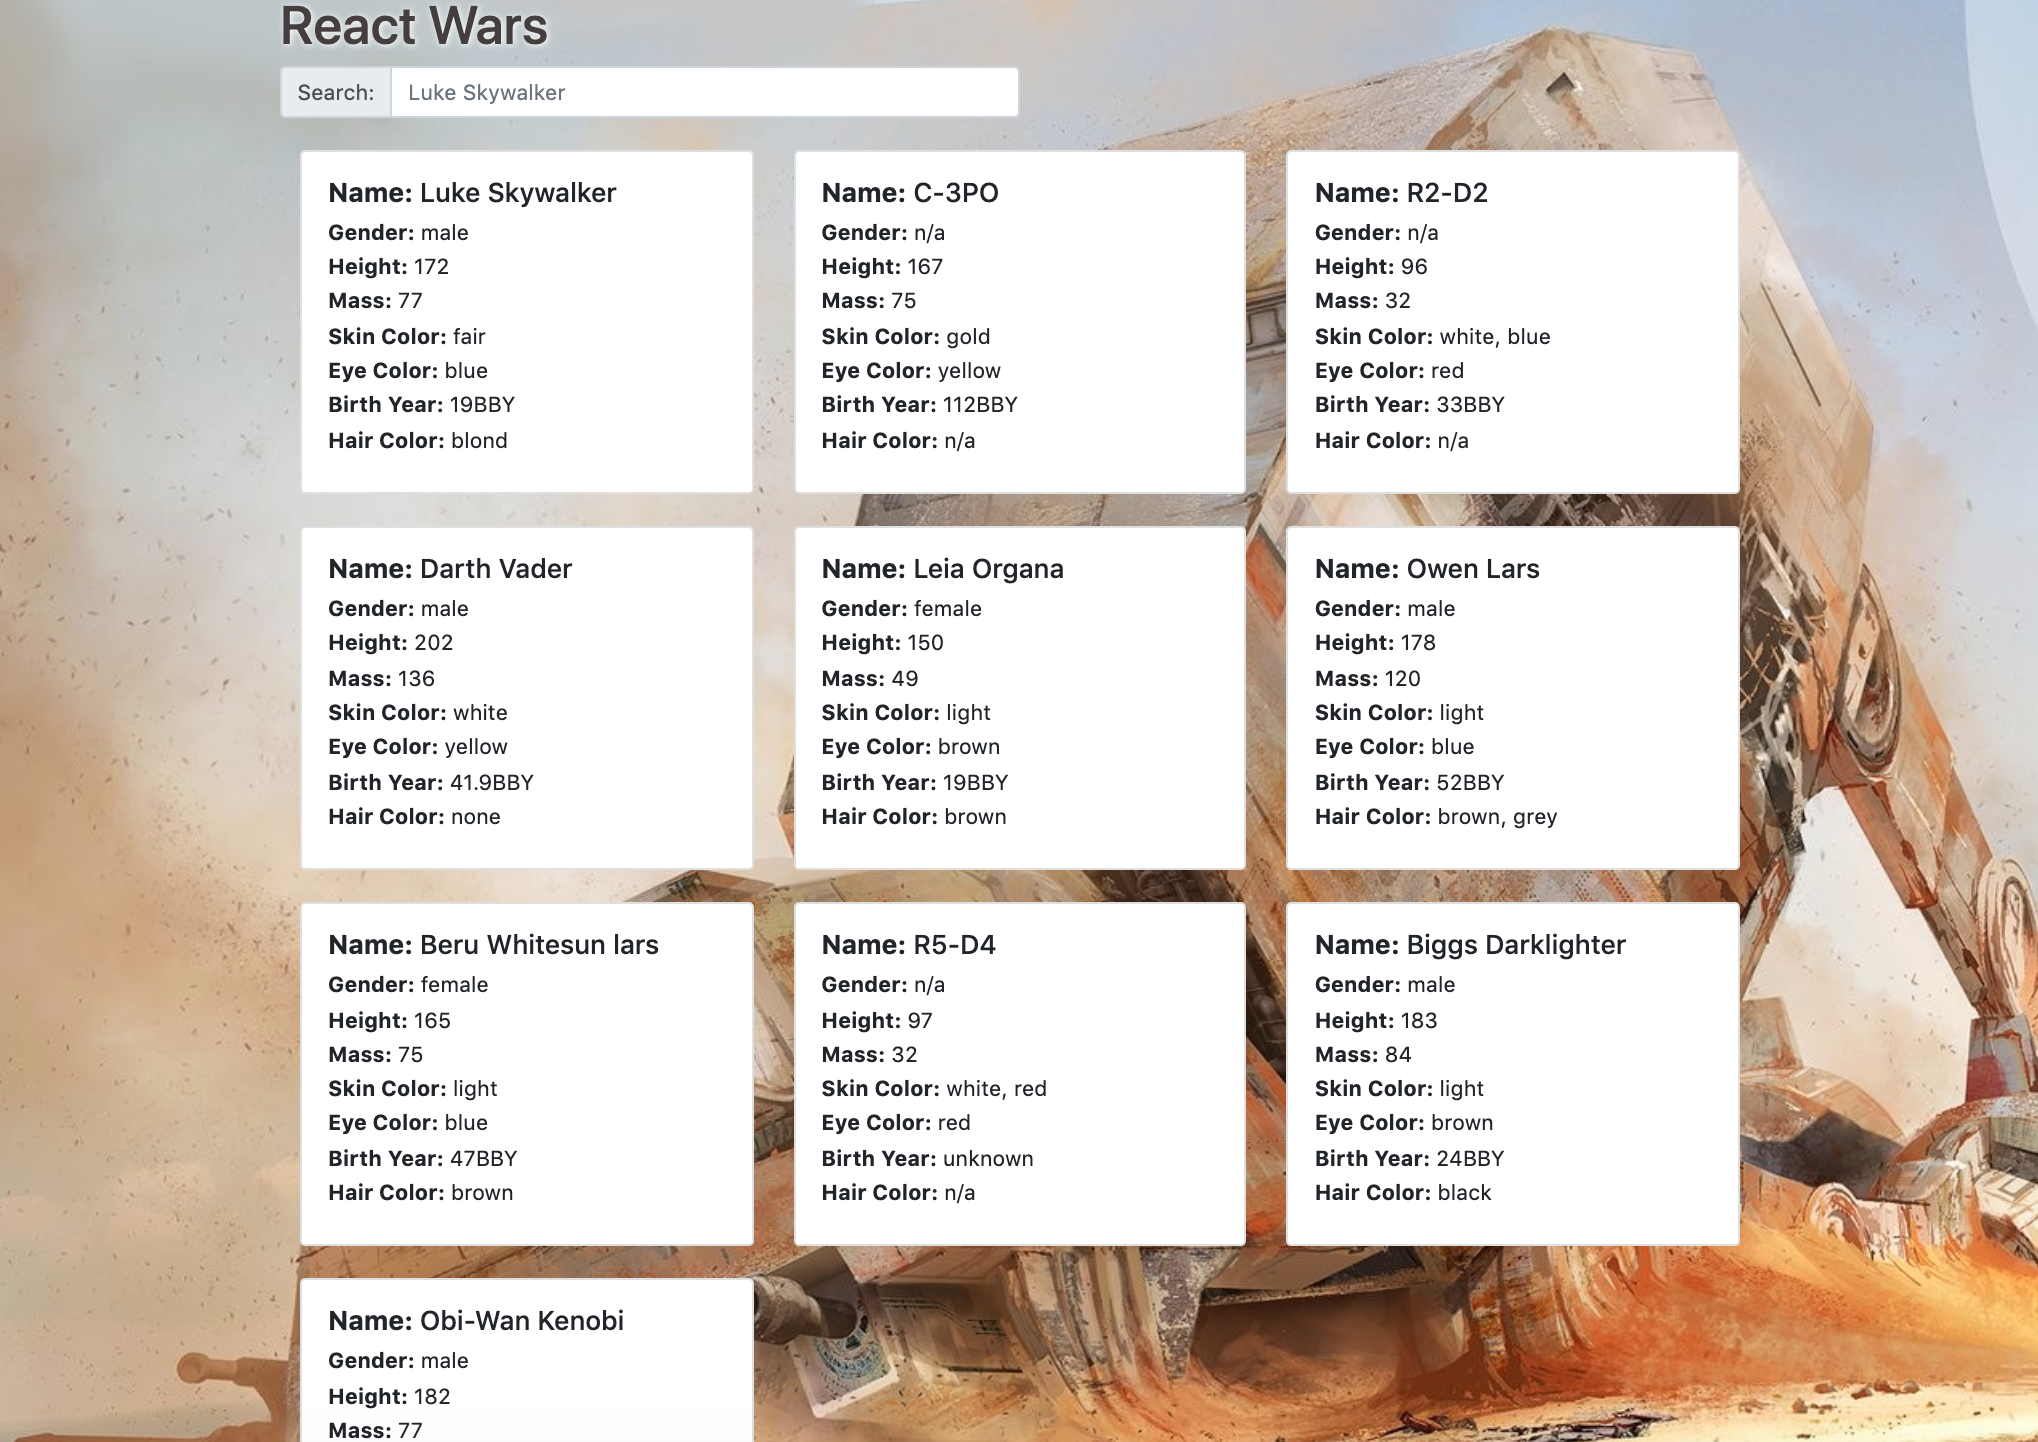 React Wars
Search: Luke Skywalker
Name: Luke Skywalker
Gender: male
Height: 172
Mass: 77
Skin Color: fair
Eye Color: blue
Birth Year: 19BBY
Hair Color: blond
Name: C-3PO
Gender: n/a
Height: 167
Mass: 75
Skin Color: gold
Eye Color: yellow
Birth Year: 112BBY
Hair Color: n/a
Name: R2-D2
Gender: n/a
Height: 96
Mass: 32
Skin Color: white, blue
Eye Color: red
Birth Year: 33BBY
Hair Color: n/a
Name: Darth Vader
Gender: male
Height: 202
Mass: 136
Skin Color: white
Eye Color: yellow
Birth Year: 41.9BBY
Hair Color: none
Name: Leia Organa
Gender: female
Height: 150
Mass: 49
Skin Color: light
Eye Color: brown
Birth Year: 19BBY
Hair Color: brown
Name: Owen Lars
Gender: male
Height: 178
Mass: 120
Skin Color: light
Eye Color: blue
Birth Year: 52BBY
Hair Color: brown, grey
Name: Beru Whitesun lars
Gender: female
Height: 165
Mass: 75
Skin Color: light
Eye Color: blue
Birth Year: 47BBY
Hair Color: brown
Name: R5-D4
Gender: n/a
Height: 97
Mass: 32
Skin Color: white, red
Eye Color: red
Birth Year: unknown
Hair Color: n/a
Name: Biggs Darklighter
Gender: male
Height: 183
Mass: 84
Skin Color: light
Eye Color: brown
Birth Year: 24BBY
Hair Color: black
Name: Obi-Wan Kenobi
Gender: male
Height: 182
Mass: 77